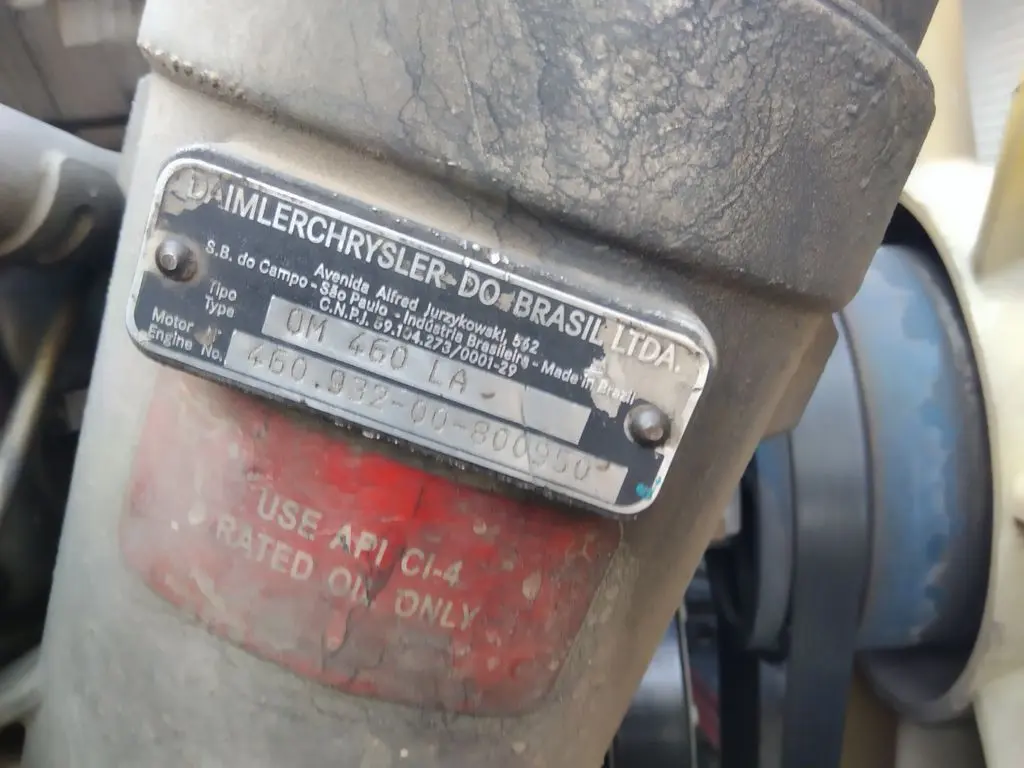 DAIMLERCHRYSLER DO BRASIL LTDA.
Avenida Alfred Jurzykowski, 562
S.B. do Campo - São Paulo - Indústria Brasileira - Made in Brazil
C.N.P.J. 59.104.273/0001-29
Tipo
Type OM 460 LA
Motor Nº
Engine No. 460.932-00-800950
USE API CI-4
RATED OIL ONLY